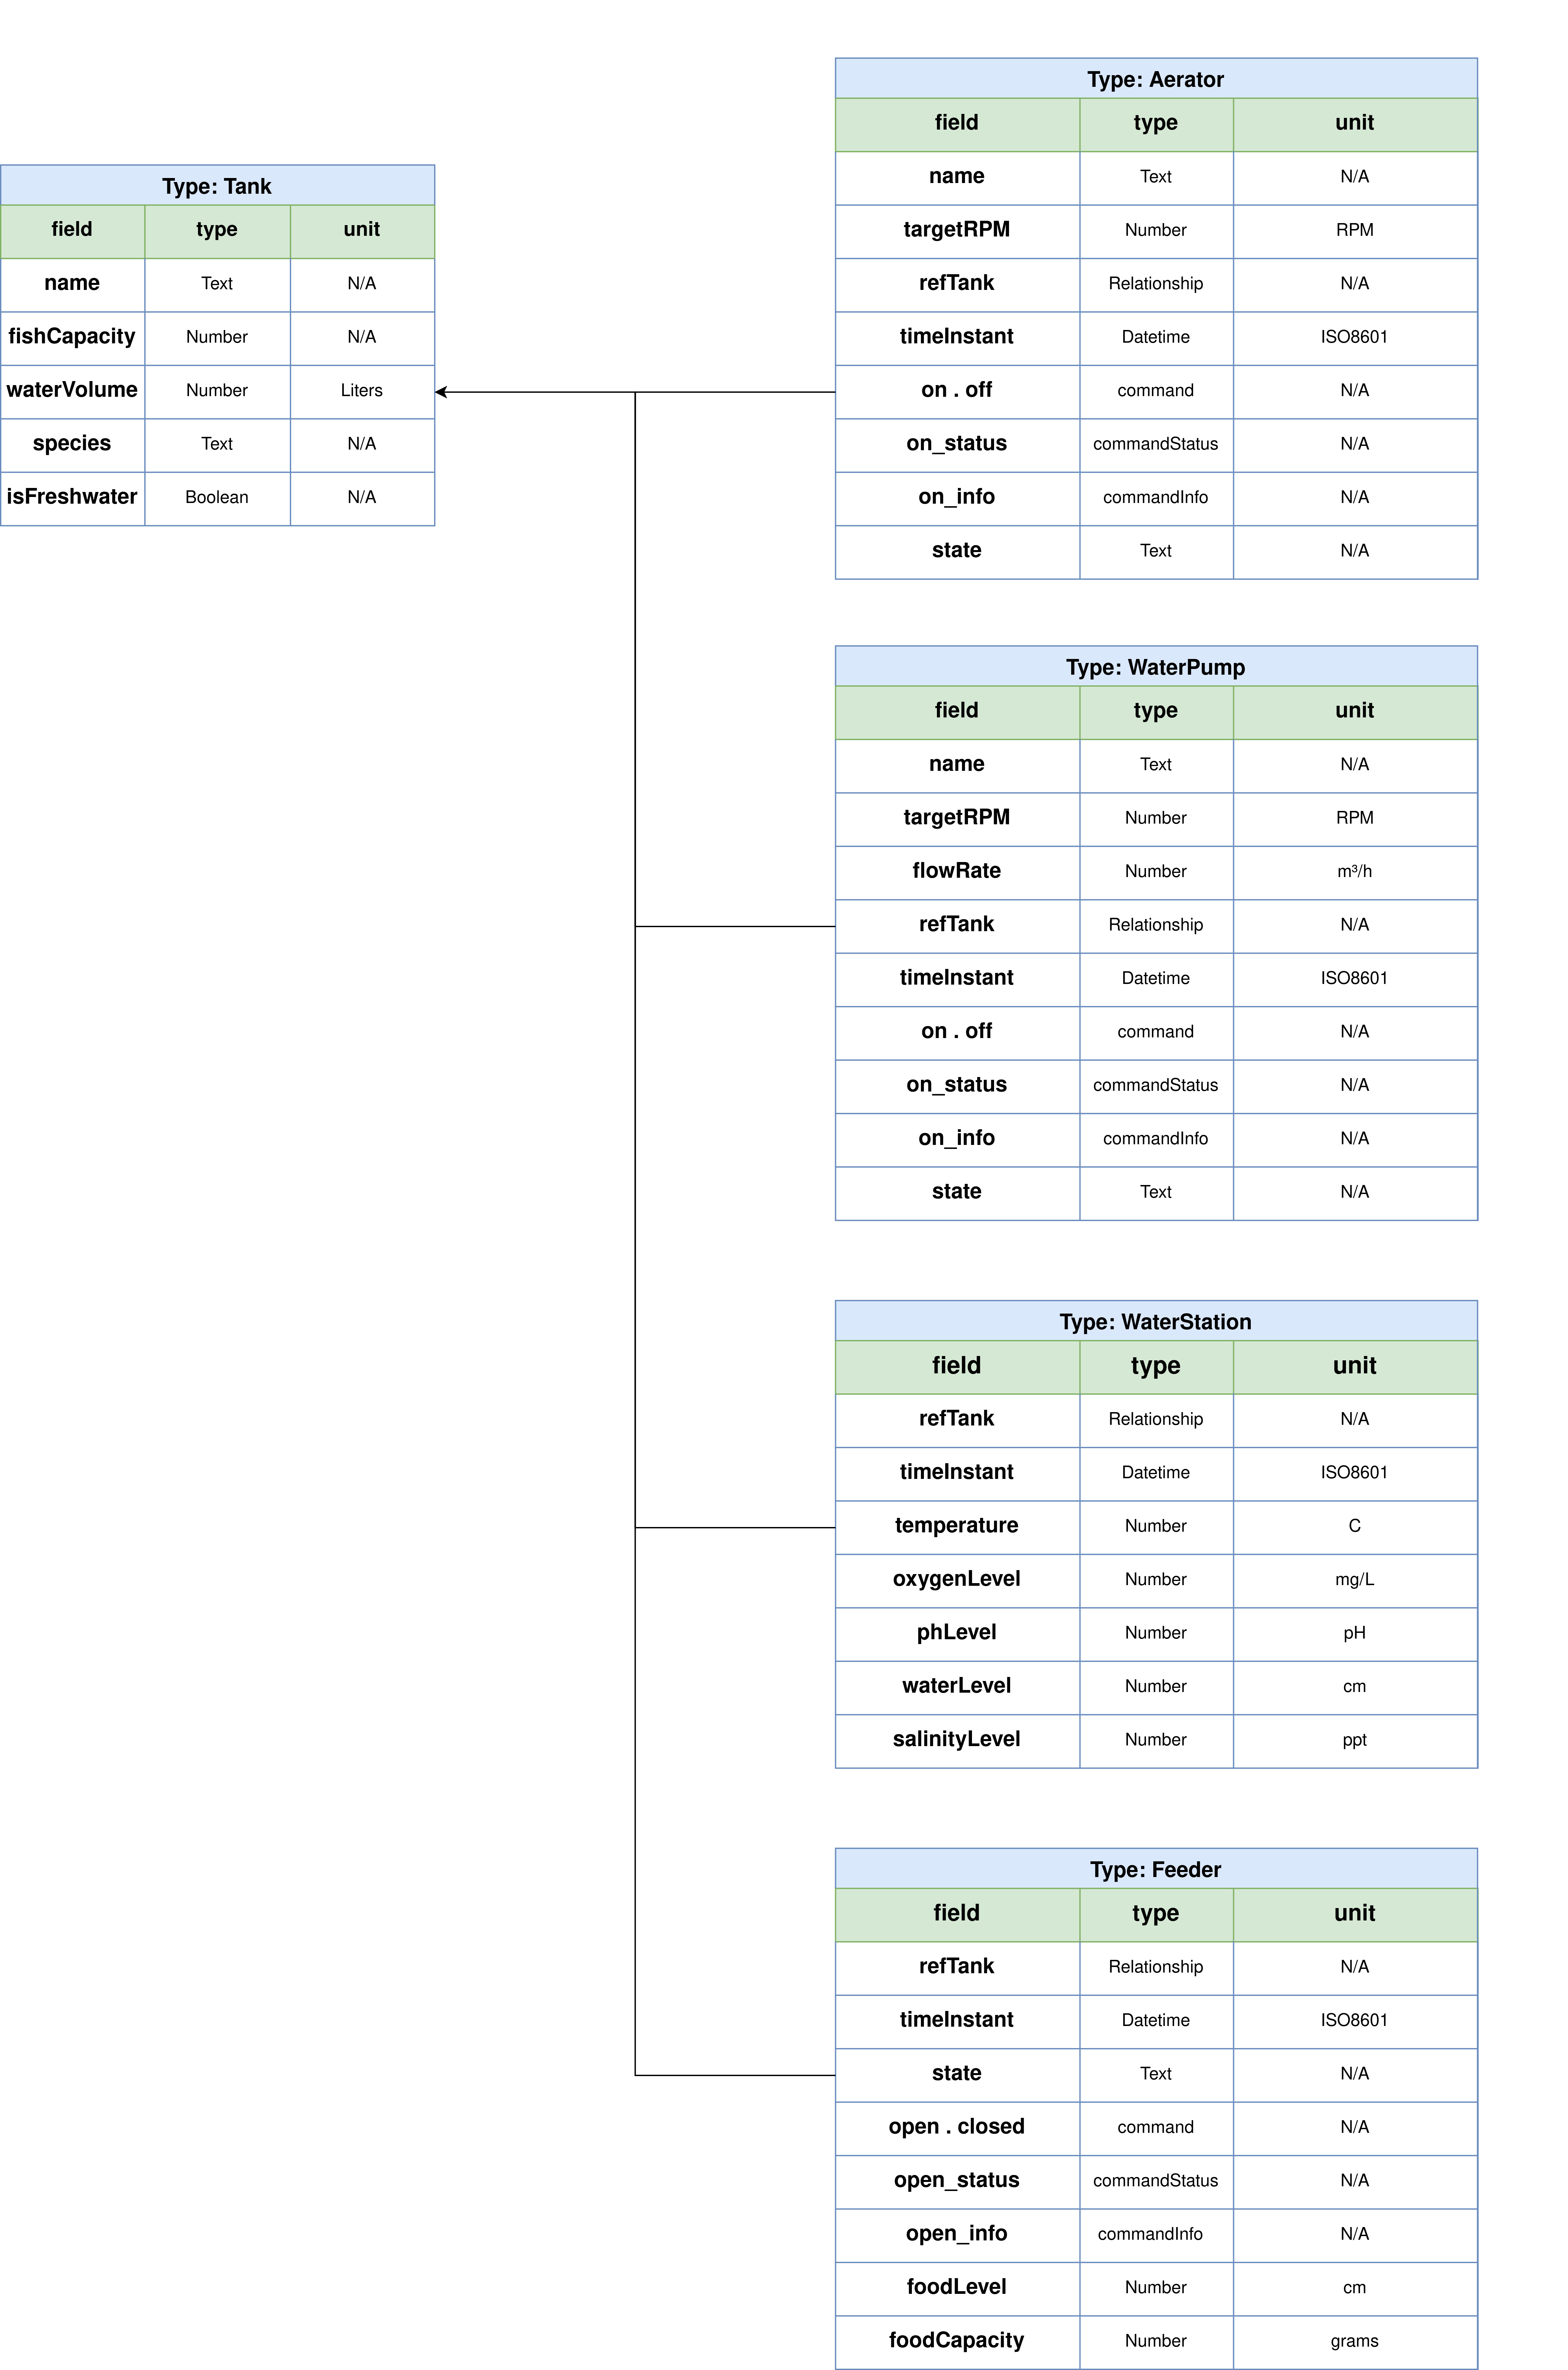 Type: Tank
field type unit
name Text N/A
fishCapacity Number N/A
waterVolume Number Liters
species Text N/A
isFreshwater Boolean N/A
Type: Aerator
field type unit
name Text N/A
targetRPM Number RPM
refTank Relationship N/A
timeInstant Datetime ISO8601
on . off command N/A
on_status commandStatus N/A
on_info commandInfo N/A
state Text N/A
Type: WaterPump
field type unit
name Text N/A
targetRPM Number RPM
flowRate Number m³/h
refTank Relationship N/A
timeInstant Datetime ISO8601
on . off command N/A
on_status commandStatus N/A
on_info commandInfo N/A
state Text N/A
Type: WaterStation
field type unit
refTank Relationship N/A
timeInstant Datetime ISO8601
temperature Number C
oxygenLevel Number mg/L
phLevel Number pH
waterLevel Number cm
salinityLevel Number ppt
Type: Feeder
field type unit
refTank Relationship N/A
timeInstant Datetime ISO8601
state Text N/A
open . closed command N/A
open_status commandStatus N/A
open_info commandInfo N/A
foodLevel Number cm
foodCapacity Number grams